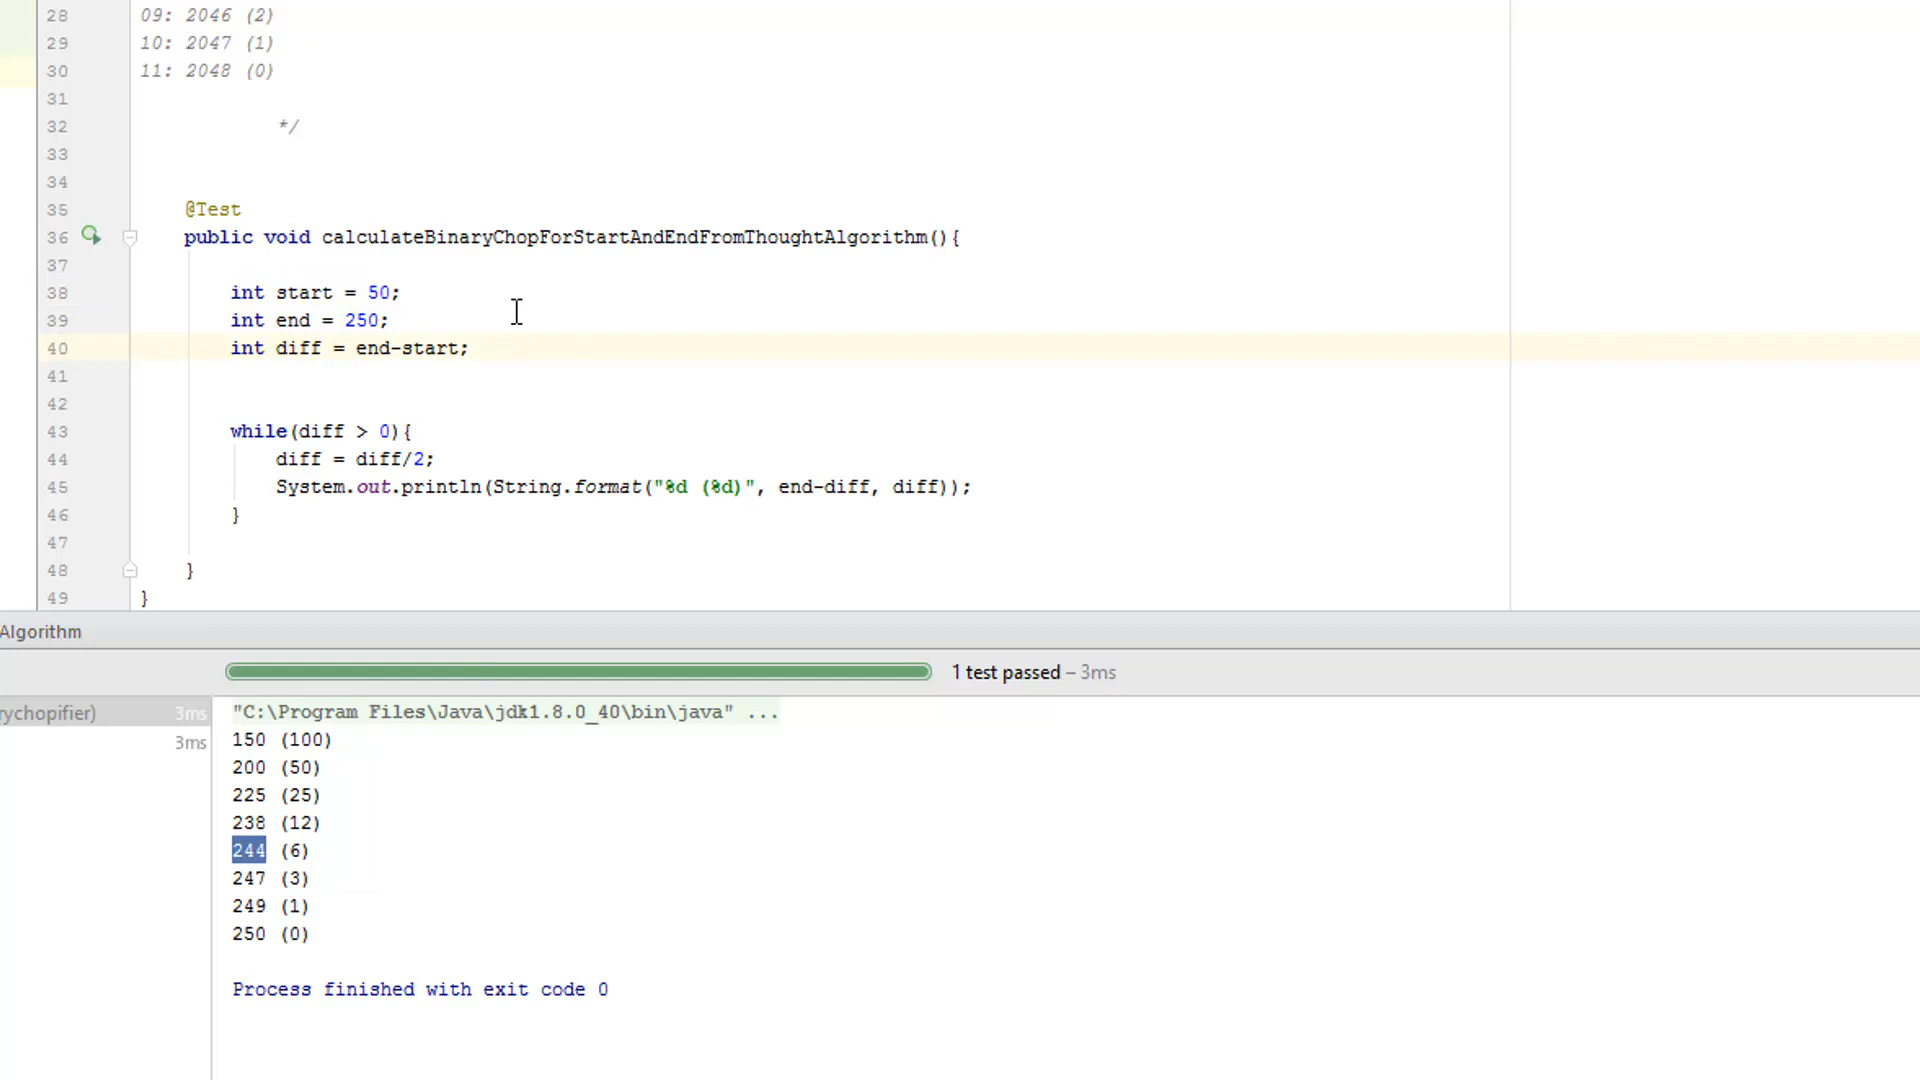 28 09: 2046 (2)
29 10: 2047 (1)
30 11: 2048 (0)
31
32 */
33
34
35 @Test
36 public void calculateBinaryChopForStartAndEndFromThoughtAlgorithm(){
37
38 int start = 50;
39 int end = 250;
40 int diff = end-start;
41
42
43 while(diff > 0){
44 diff = diff/2;
45 System.out.println(String.format("%d (%d)", end-diff, diff));
46 }
47
48 }
49 }
Algorithm
1 test passed – 3ms
rychopifier) 3ms
3ms
"C:\Program Files\Java\jdk1.8.0_40\bin\java" ...
150 (100)
200 (50)
225 (25)
238 (12)
244 (6)
247 (3)
249 (1)
250 (0)
Process finished with exit code 0